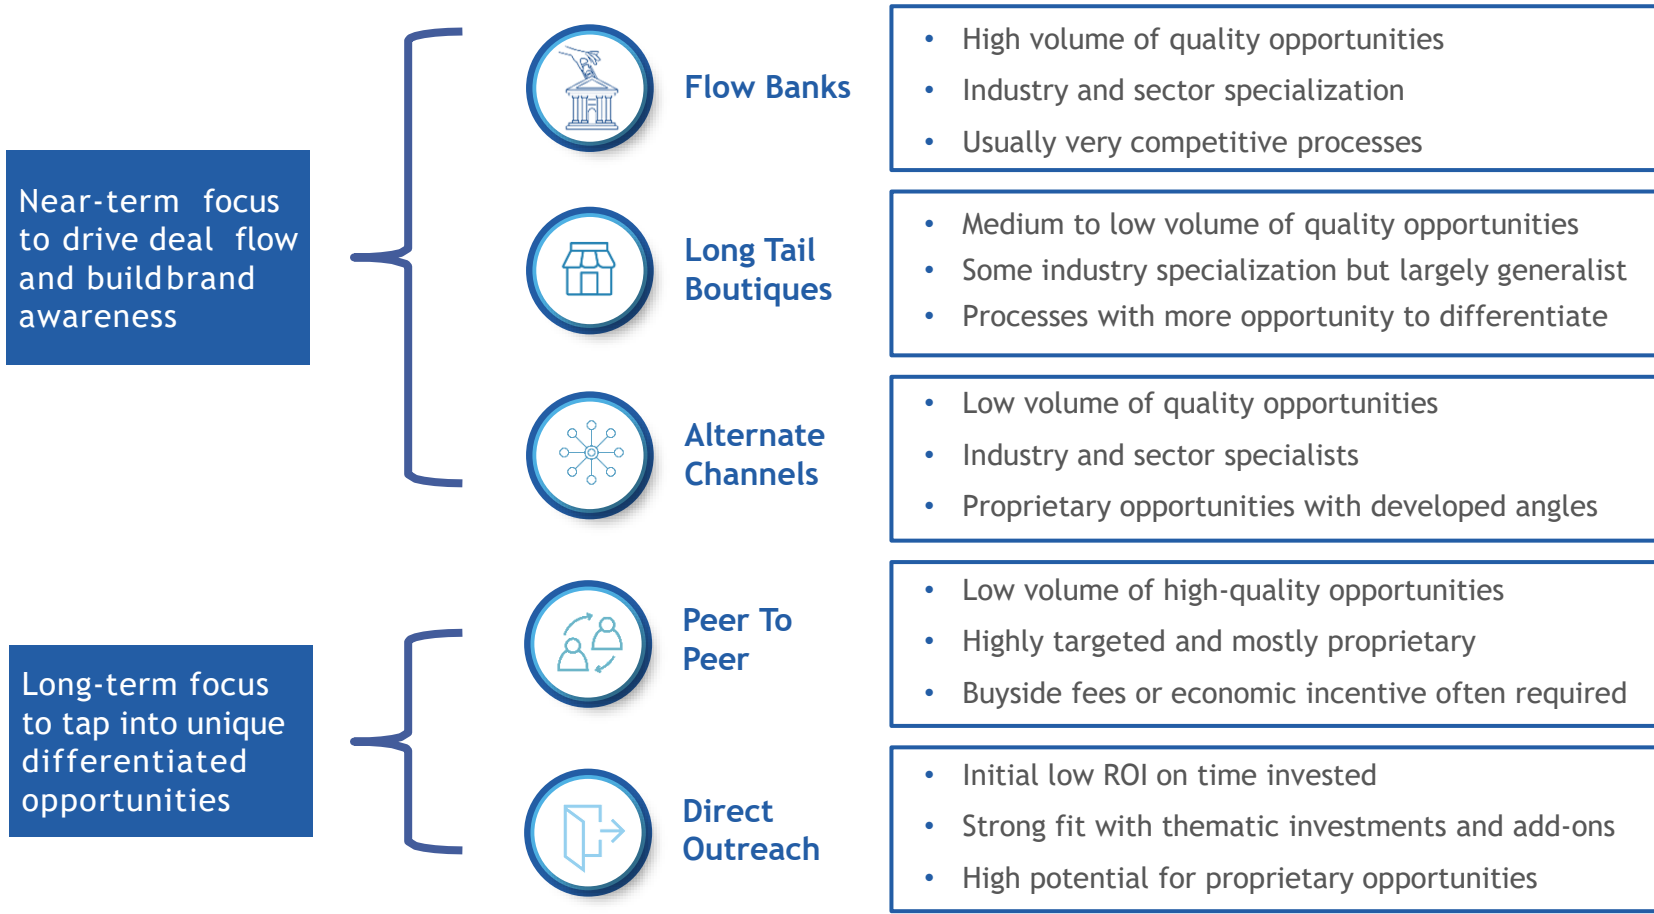 Near-term focus
to drive deal flow
and build brand
awareness
Flow Banks
• High volume of quality opportunities
• Industry and sector specialization
• Usually very competitive processes
Long Tail
Boutiques
• Medium to low volume of quality opportunities
• Some industry specialization but largely generalist
• Processes with more opportunity to differentiate
Alternate
Channels
• Low volume of quality opportunities
• Industry and sector specialists
• Proprietary opportunities with developed angles
Long-term focus
to tap into unique
differentiated
opportunities
Peer To
Peer
• Low volume of high-quality opportunities
• Highly targeted and mostly proprietary
• Buyside fees or economic incentive often required
Direct
Outreach
• Initial low ROI on time invested
• Strong fit with thematic investments and add-ons
• High potential for proprietary opportunities